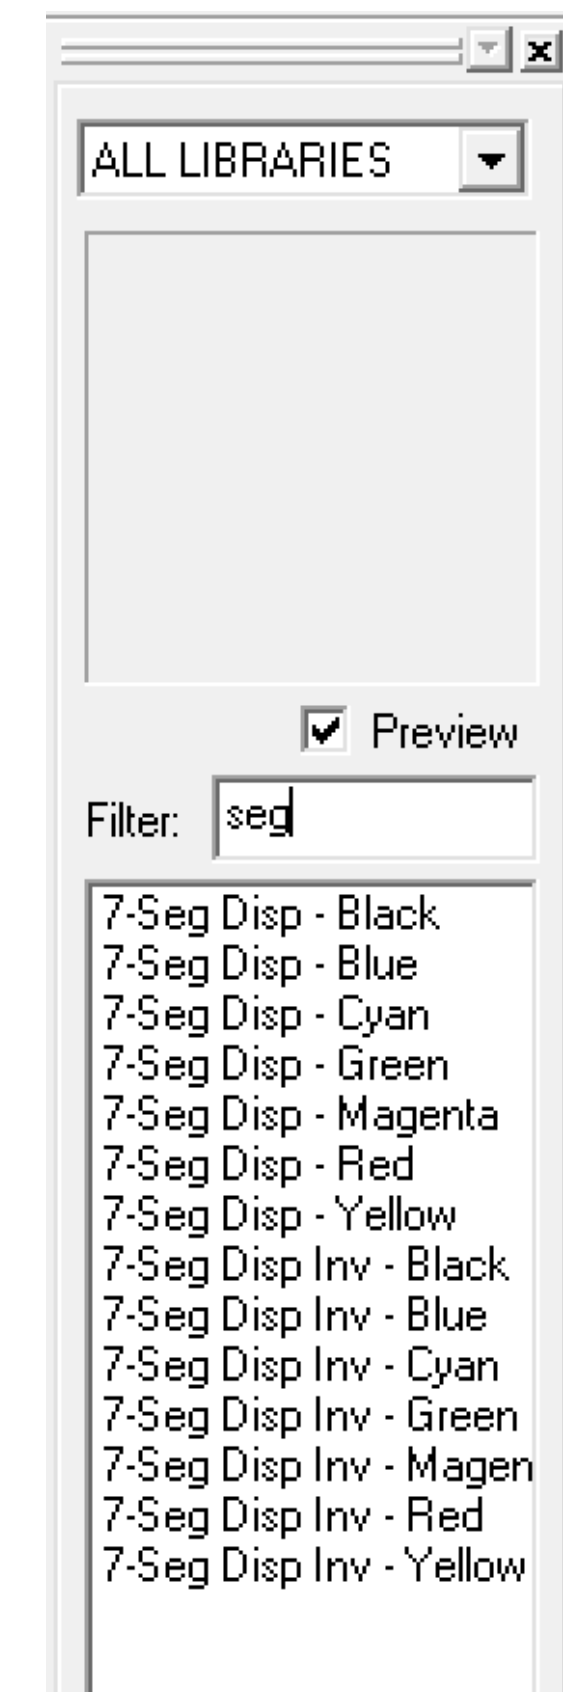 ALL LIBRARIES
Preview
Filter: seg
7-Seg Disp - Black
7-Seg Disp - Blue
7-Seg Disp - Cyan
7-Seg Disp - Green
7-Seg Disp - Magenta
7-Seg Disp - Red
7-Seg Disp - Yellow
7-Seg Disp Inv - Black
7-Seg Disp Inv - Blue
7-Seg Disp Inv - Cyan
7-Seg Disp Inv - Green
7-Seg Disp Inv - Magen
7-Seg Disp Inv - Red
7-Seg Disp Inv - Yellow